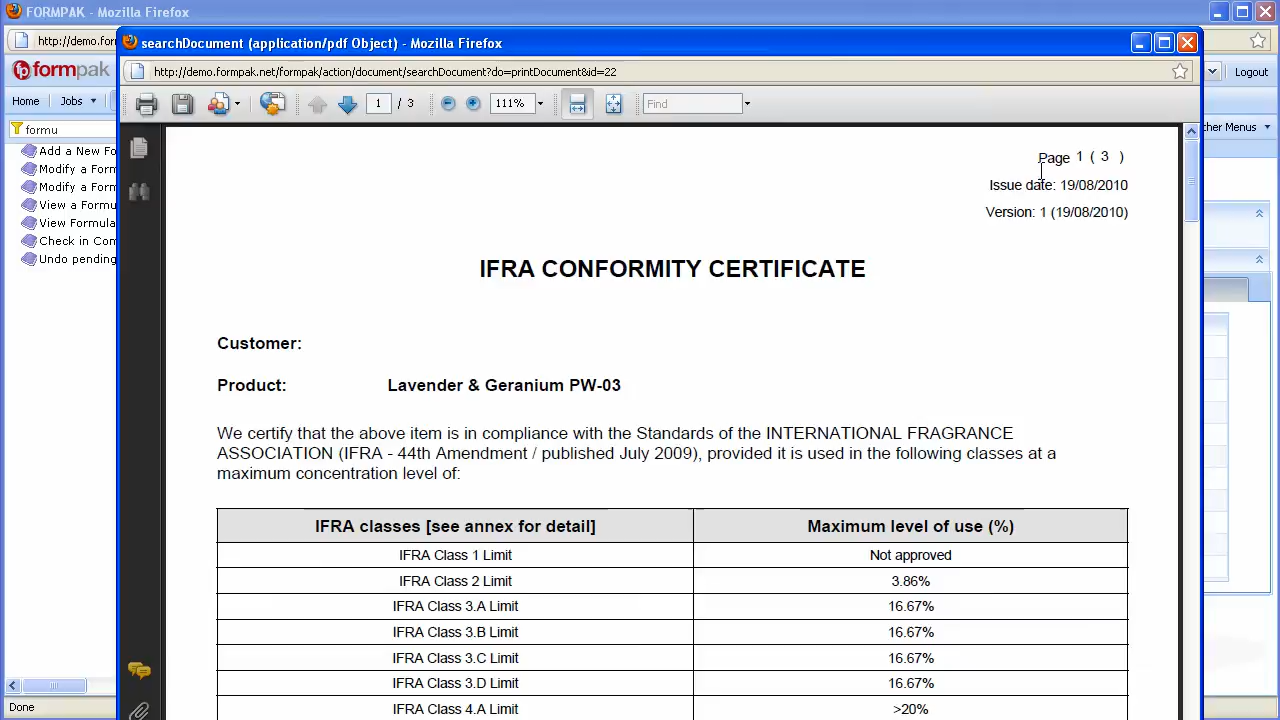 FORMPAK - Mozilla Firefox
http://demo.for
formpak
Logout
Home Jobs
her Menus
formu
Add a New Fo
Modify a Form
Modify a Form
View a Formula
View Formula
Check in Com
Undo pending
Done
searchDocument (application/pdf Object) - Mozilla Firefox
http://demo.formpak.net/formpak/action/document/searchDocument?do=printDocument&id=22
1 / 3 111% Find
Page 1 ( 3 )
Issue date: 19/08/2010
Version: 1 (19/08/2010)
IFRA CONFORMITY CERTIFICATE
Customer:
Product: Lavender & Geranium PW-03
We certify that the above item is in compliance with the Standards of the INTERNATIONAL FRAGRANCE
ASSOCIATION (IFRA - 44th Amendment / published July 2009), provided it is used in the following classes at a
maximum concentration level of:
IFRA classes [see annex for detail] Maximum level of use (%)
IFRA Class 1 Limit Not approved
IFRA Class 2 Limit 3.86%
IFRA Class 3.A Limit 16.67%
IFRA Class 3.B Limit 16.67%
IFRA Class 3.C Limit 16.67%
IFRA Class 3.D Limit 16.67%
IFRA Class 4.A Limit >20%